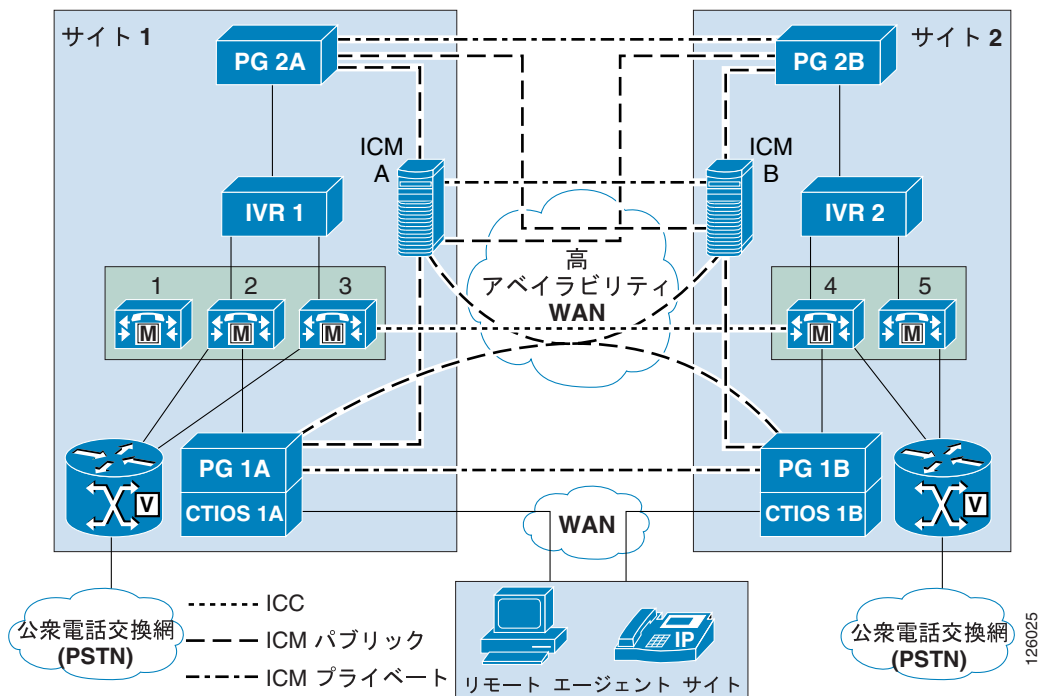 サイト 1
サイト 2
PG 2A
PG 2B
ICM
A
ICM
B
IVR 1
IVR 2
高
アベイラビリティ
WAN
1
2
3
4
5
M
M
M
M
M
PG 1A
PG 1B
V
V
CTIOS 1A
CTIOS 1B
WAN
公衆電話交換網
(PSTN)
ICC
ICM パブリック
ICM プライベート
IP
リモート エージェント サイト
公衆電話交換網
(PSTN)
126025